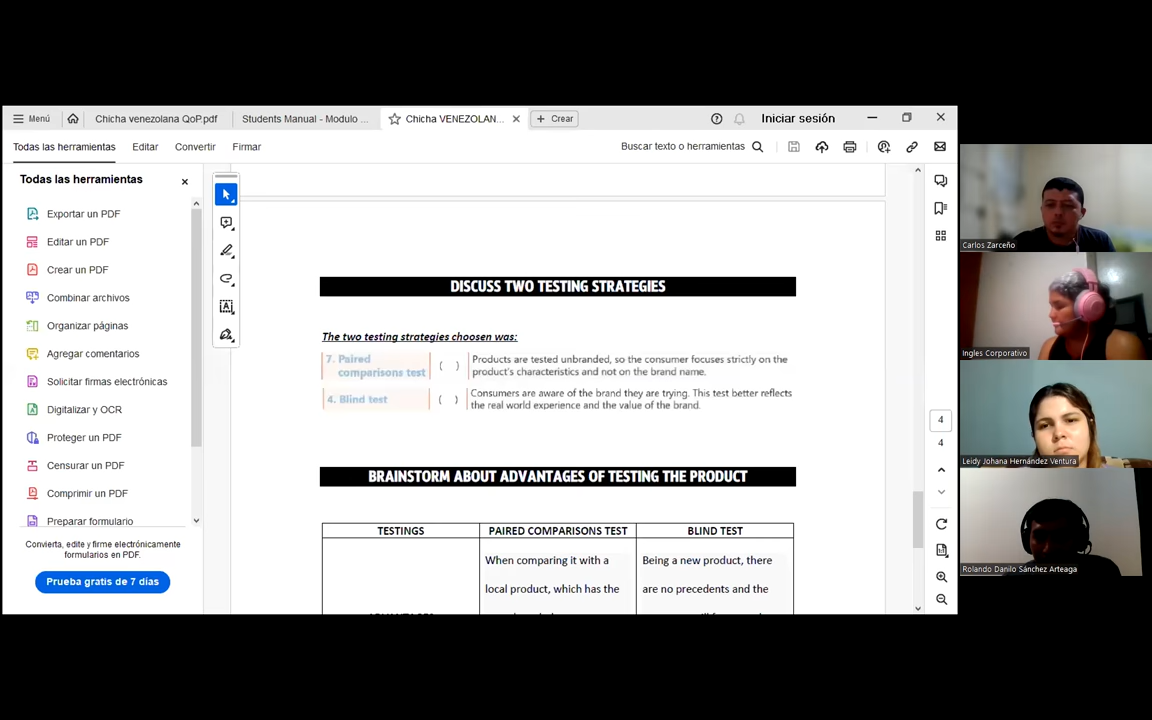 Menú
Chicha venezolana QoP.pdf
Students Manual - Modulo ...
Chicha VENEZOLAN...
Crear
Iniciar sesión
Todas las herramientas
Editar
Convertir
Firmar
Buscar texto o herramientas
Todas las herramientas
Exportar un PDF
Editar un PDF
Crear un PDF
Combinar archivos
Organizar páginas
Agregar comentarios
Solicitar firmas electrónicas
Digitalizar y OCR
Proteger un PDF
Censurar un PDF
Comprimir un PDF
Preparar formulario
Convierta, edite y firme electrónicamente
formularios en PDF.
Prueba gratis de 7 días
DISCUSS TWO TESTING STRATEGIES
The two testing strategies choosen was:
7. Paired
comparisons test
( )
Products are tested unbranded, so the consumer focuses strictly on the
product's characteristics and not on the brand name.
4. Blind test
( )
Consumers are aware of the brand they are trying. This test better reflects
the real world experience and the value of the brand.
BRAINSTORM ABOUT ADVANTAGES OF TESTING THE PRODUCT
TESTINGS
PAIRED COMPARISONS TEST
BLIND TEST
When comparing it with a
local product, which has the
Being a new product, there
are no precedents and the
4
4
Carlos Zarceño
Ingles Corporativo
Leidy Johana Hernández Ventura
Rolando Danilo Sánchez Arteaga